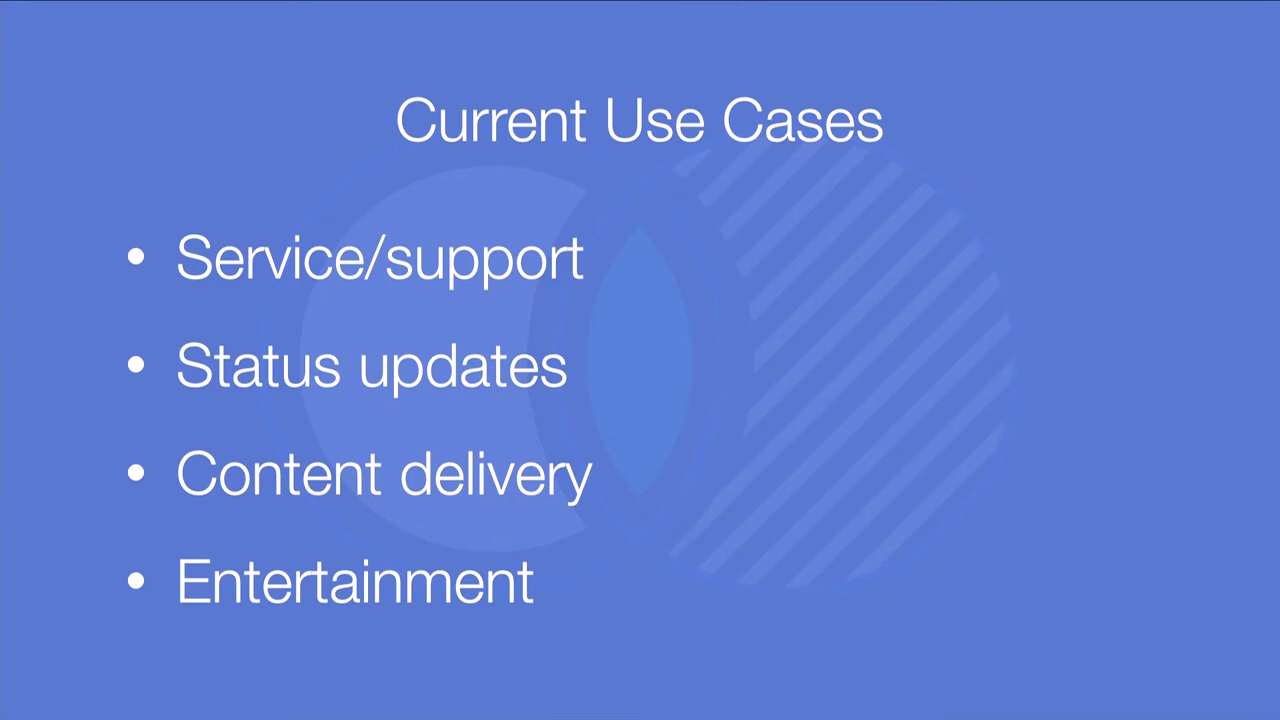 Current Use Cases
• Service/support
• Status updates
• Content delivery
• Entertainment